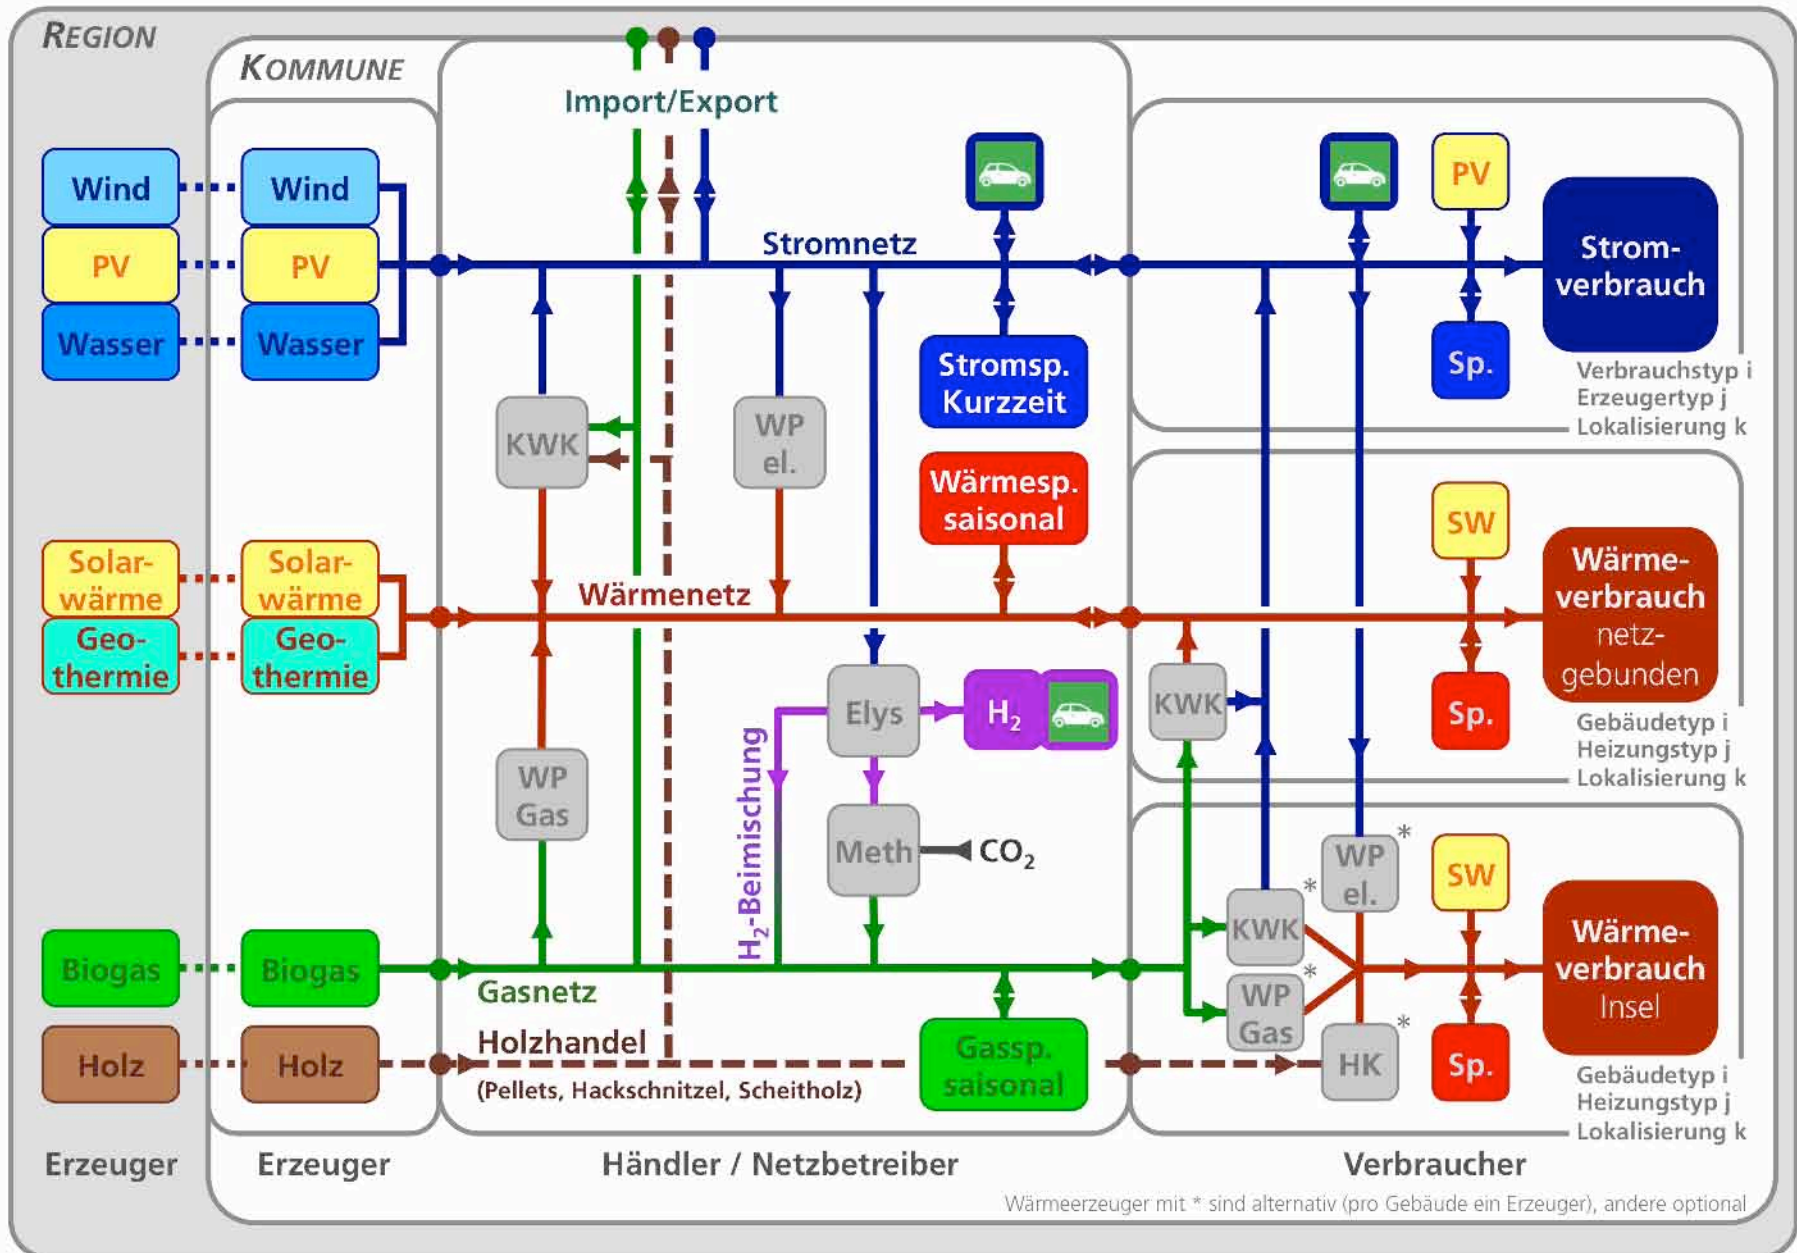 REGION
KOMMUNE
Import/Export
Wind
Wind
PV
PV
Wasser
Wasser
Solar-
wärme
Solar-
wärme
Geo-
thermie
Geo-
thermie
Biogas
Biogas
Holz
Holz
Erzeuger
Erzeuger
Stromnetz
KWK
WP
el.
Stromsp.
Kurzzeit
Wärmesp.
saisonal
Wärmenetz
WP
Gas
Elys
H2
H2-Beimischung
Meth
CO2
Gasnetz
Holzhandel
(Pellets, Hackschnitzel, Scheitholz)
Gassp.
saisonal
Händler / Netzbetreiber
PV
Strom-
verbrauch
Sp.
Verbrauchstyp i
Erzeugertyp j
Lokalisierung k
SW
Wärme-
verbrauch
netz-
gebunden
KWK
Sp.
Gebäudetyp i
Heizungstyp j
Lokalisierung k
WP
el.
*
SW
KWK
*
Wärme-
verbrauch
Insel
WP
Gas
*
HK
*
Sp.
Gebäudetyp i
Heizungstyp j
Lokalisierung k
Verbraucher
Wärmeerzeuger mit * sind alternativ (pro Gebäude ein Erzeuger), andere optional